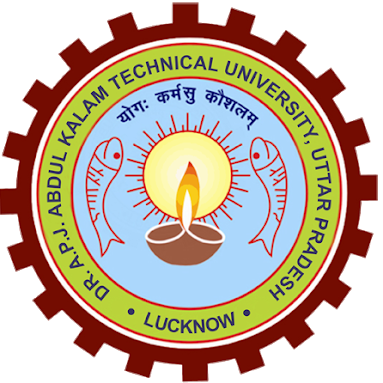 DR. A.P.J. ABDUL KALAM TECHNICAL UNIVERSITY, UTTAR PRADESH
योगः कर्मसु कौशलम्
• LUCKNOW •